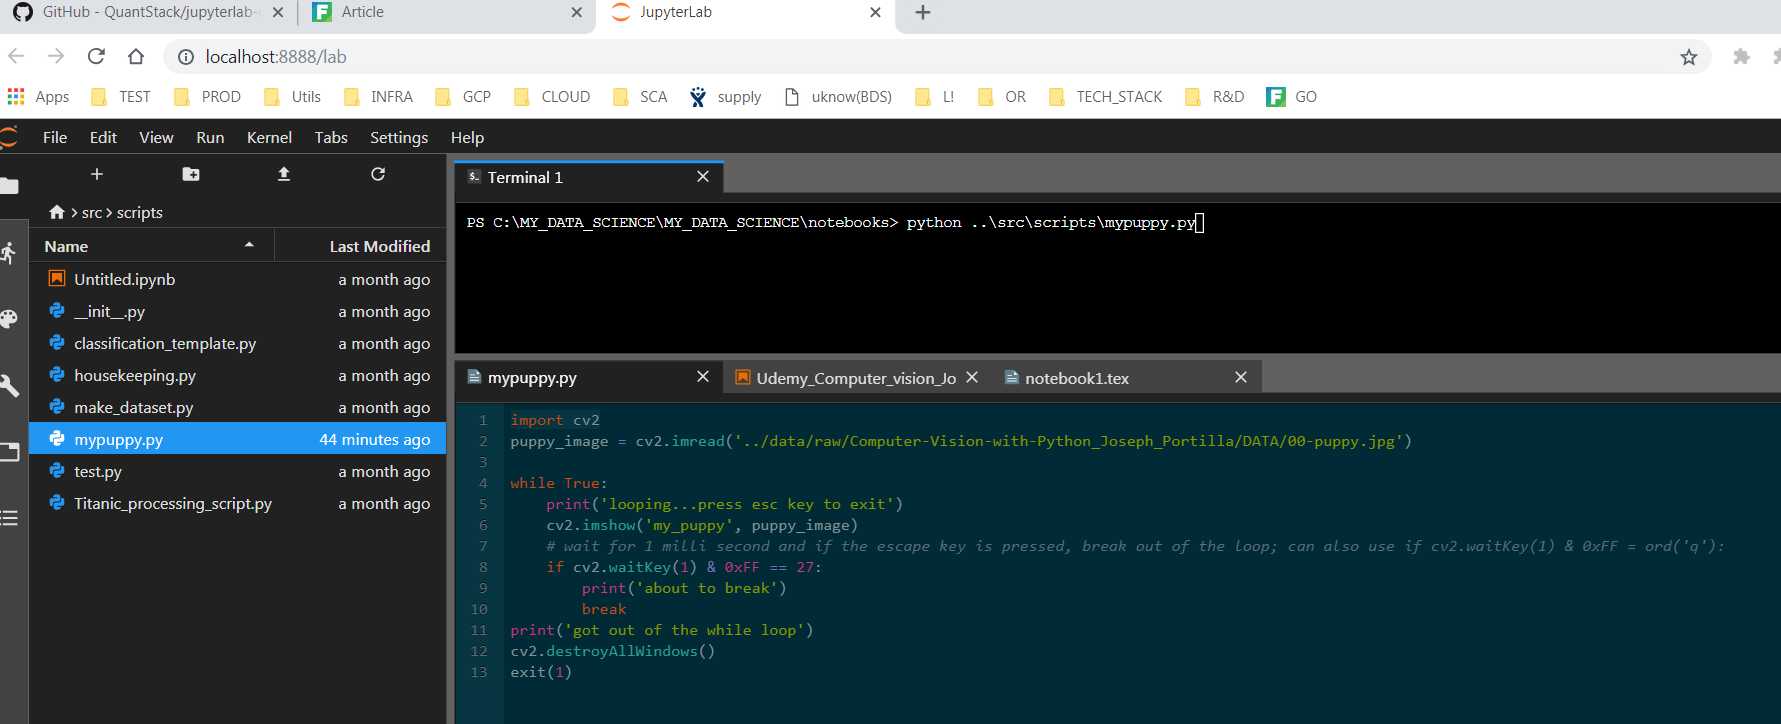 GitHub - QuantStack/jupyterlab- Article JupyterLab
localhost:8888/lab
Apps TEST PROD Utils INFRA GCP CLOUD SCA supply uknow(BDS) L! OR TECH_STACK R&D GO
File Edit View Run Kernel Tabs Settings Help
src scripts
Name Last Modified
Untitled.ipynb a month ago
__init__.py a month ago
classification_template.py a month ago
housekeeping.py a month ago
make_dataset.py a month ago
mypuppy.py 44 minutes ago
test.py a month ago
Titanic_processing_script.py a month ago
Terminal 1
PS C:\MY_DATA_SCIENCE\MY_DATA_SCIENCE\notebooks> python ..\src\scripts\mypuppy.py
mypuppy.py Udemy_Computer_vision_Jo notebook1.tex
1 import cv2
2 puppy_image = cv2.imread('../data/raw/Computer-Vision-with-Python_Joseph_Portilla/DATA/00-puppy.jpg')
3
4 while True:
5 print('looping...press esc key to exit')
6 cv2.imshow('my_puppy', puppy_image)
7 # wait for 1 milli second and if the escape key is pressed, break out of the loop; can also use if cv2.waitKey(1) & 0xFF = ord('q'):
8 if cv2.waitKey(1) & 0xFF == 27:
9 print('about to break')
10 break
11 print('got out of the while loop')
12 cv2.destroyAllWindows()
13 exit(1)